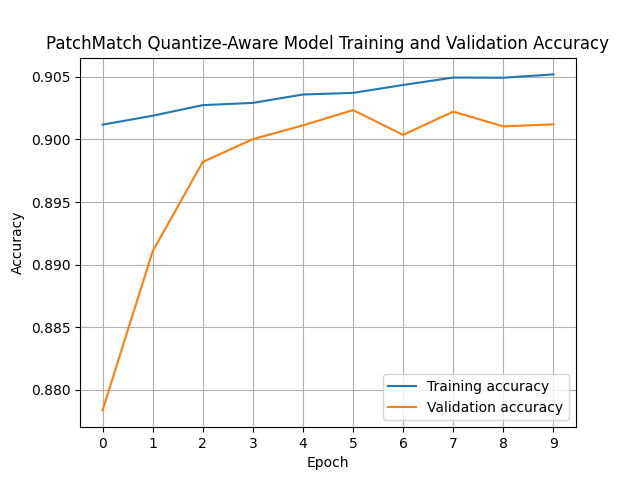 PatchMatch Quantize-Aware Model Training and Validation Accuracy
0.905
0.900
0.895
0.890
0.885
0.880
Accuracy
Training accuracy
Validation accuracy
0 1 2 3 4 5 6 7 8 9
Epoch